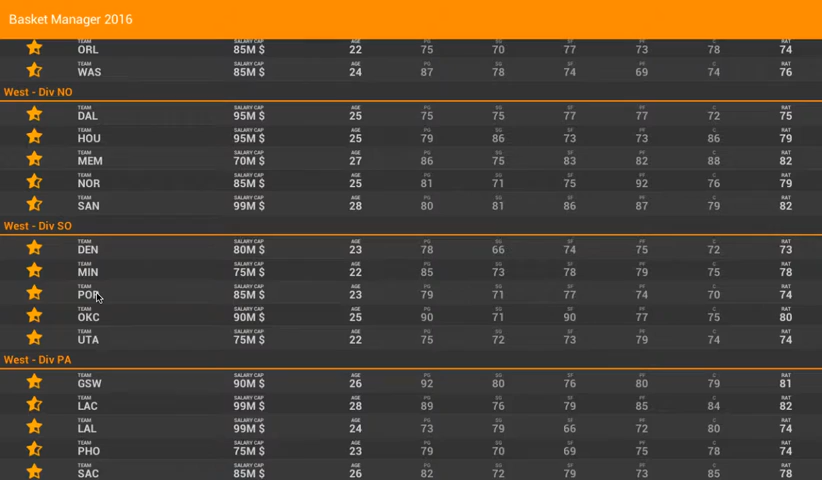 Basket Manager 2016
TEAM SALARY CAP AGE PG SG SF PF C RAT
ORL 85M $ 22 75 70 77 73 78 74
TEAM SALARY CAP AGE PG SG SF PF C RAT
WAS 85M $ 24 87 78 74 69 74 76
West - Div NO
TEAM SALARY CAP AGE PG SG SF PF C RAT
DAL 95M $ 25 75 75 77 77 72 75
TEAM SALARY CAP AGE PG SG SF PF C RAT
HOU 95M $ 25 79 86 73 73 86 79
TEAM SALARY CAP AGE PG SG SF PF C RAT
MEM 70M $ 27 86 75 83 82 88 82
TEAM SALARY CAP AGE PG SG SF PF C RAT
NOR 85M $ 25 81 71 75 92 76 79
TEAM SALARY CAP AGE PG SG SF PF C RAT
SAN 99M $ 28 80 81 86 87 79 82
West - Div SO
TEAM SALARY CAP AGE PG SG SF PF C RAT
DEN 80M $ 23 78 66 74 75 72 73
TEAM SALARY CAP AGE PG SG SF PF C RAT
MIN 75M $ 22 85 73 78 79 75 78
TEAM SALARY CAP AGE PG SG SF PF C RAT
POR 85M $ 23 79 71 77 74 70 74
TEAM SALARY CAP AGE PG SG SF PF C RAT
OKC 90M $ 25 90 71 90 77 75 80
TEAM SALARY CAP AGE PG SG SF PF C RAT
UTA 75M $ 22 75 72 73 79 74 74
West - Div PA
TEAM SALARY CAP AGE PG SG SF PF C RAT
GSW 90M $ 26 92 80 76 80 79 81
TEAM SALARY CAP AGE PG SG SF PF C RAT
LAC 99M $ 28 89 76 79 85 84 82
TEAM SALARY CAP AGE PG SG SF PF C RAT
LAL 99M $ 24 73 79 66 72 80 74
TEAM SALARY CAP AGE PG SG SF PF C RAT
PHO 75M $ 23 79 70 69 75 78 74
TEAM SALARY CAP AGE PG SG SF PF C RAT
SAC 85M $ 26 82 72 79 73 85 78